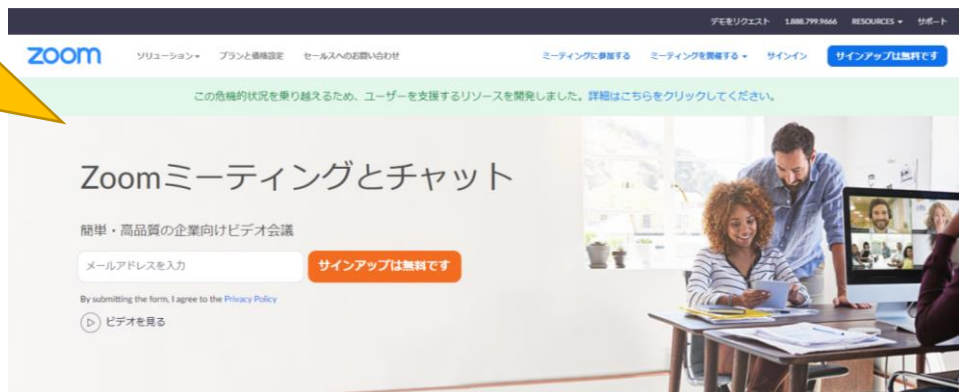 デモをリクエスト 1.888.799.9666 RESOURCES サポート
zoom ソリューション プランと価格設定 セールスへのお問い合わせ ミーティングに参加する ミーティングを開催する サインイン サインアップは無料です
この危機的状況を乗り越えるため、ユーザーを支援するリソースを開発しました。詳細はこちらをクリックしてください。
Zoomミーティングとチャット
簡単・高品質の企業向けビデオ会議
メールアドレスを入力 サインアップは無料です
By submitting the form, I agree to the Privacy Policy
ビデオを見る